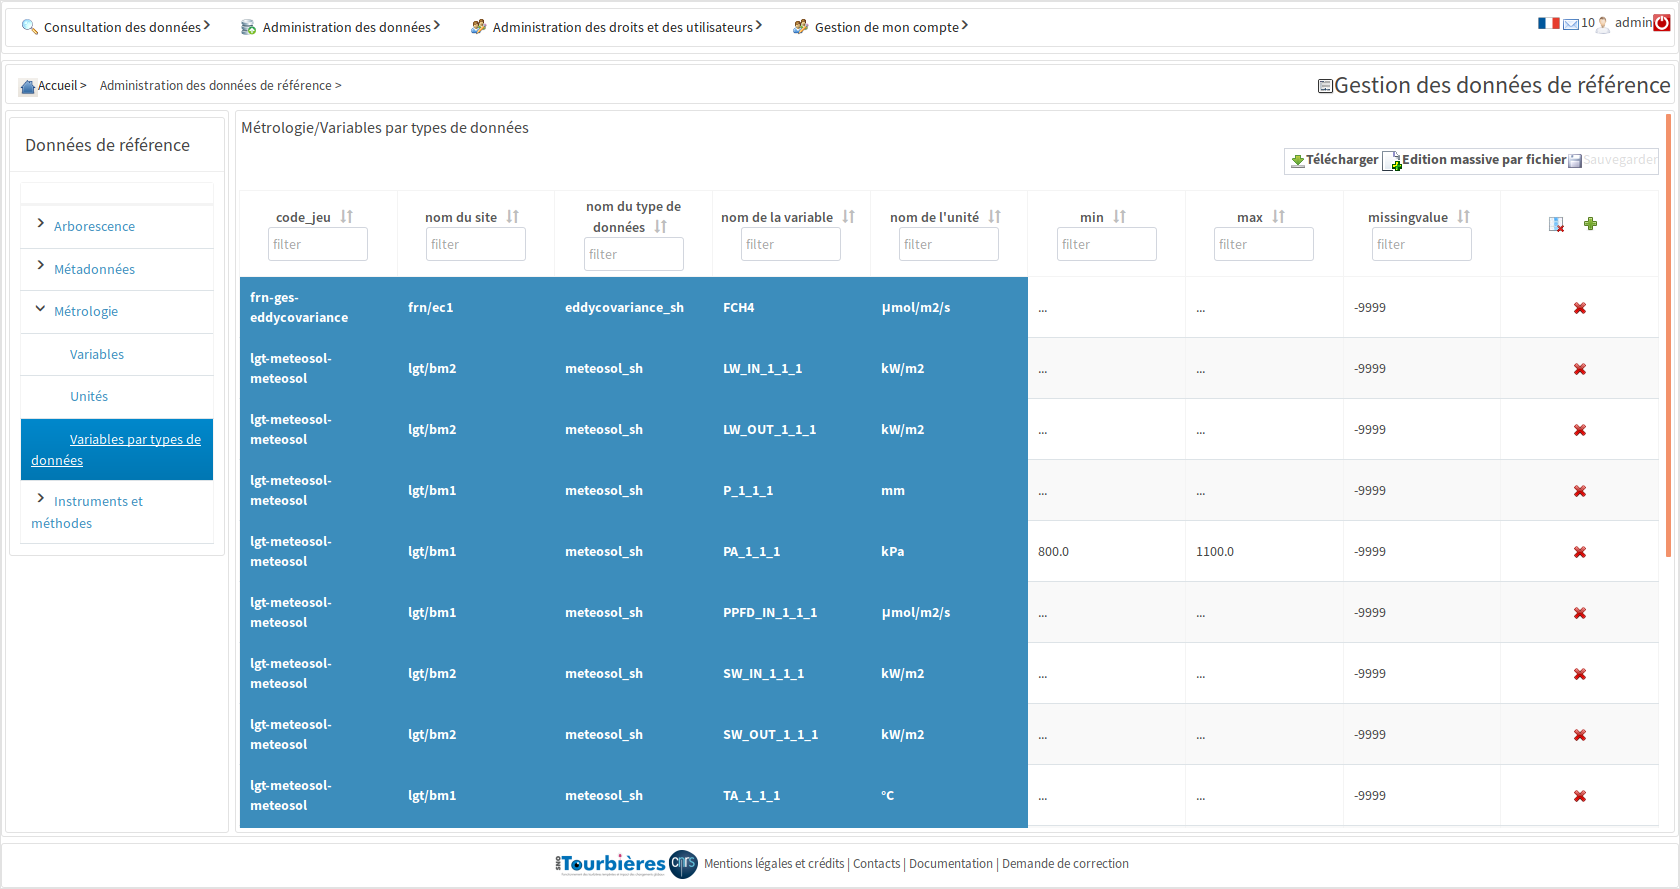 Consultation des données Administration des données Administration des droits et des utilisateurs Gestion de mon compte 10 admin
Accueil > Administration des données de référence > Gestion des données de référence
Données de référence
Arborescence
Métadonnées
Métrologie
Variables
Unités
Variables par types de
données
Instruments et
méthodes
Métrologie/Variables par types de données
Télécharger Edition massive par fichier Sauvegarder
code_jeu nom du site nom du type de données nom de la variable nom de l'unité min max missingvalue
filter filter filter filter filter filter filter filter
frn-ges-
eddycovariance frn/ec1 eddycovariance_sh FCH4 µmol/m2/s ... ... -9999
lgt-meteosol-
meteosol lgt/bm2 meteosol_sh LW_IN_1_1_1 kW/m2 ... ... -9999
lgt-meteosol-
meteosol lgt/bm2 meteosol_sh LW_OUT_1_1_1 kW/m2 ... ... -9999
lgt-meteosol-
meteosol lgt/bm1 meteosol_sh P_1_1_1 mm ... ... -9999
lgt-meteosol-
meteosol lgt/bm1 meteosol_sh PA_1_1_1 kPa 800.0 1100.0 -9999
lgt-meteosol-
meteosol lgt/bm1 meteosol_sh PPFD_IN_1_1_1 µmol/m2/s ... ... -9999
lgt-meteosol-
meteosol lgt/bm2 meteosol_sh SW_IN_1_1_1 kW/m2 ... ... -9999
lgt-meteosol-
meteosol lgt/bm2 meteosol_sh SW_OUT_1_1_1 kW/m2 ... ... -9999
lgt-meteosol-
meteosol lgt/bm1 meteosol_sh TA_1_1_1 °C ... ... -9999
SNO Tourbières cnrs Mentions légales et crédits | Contacts | Documentation | Demande de correction